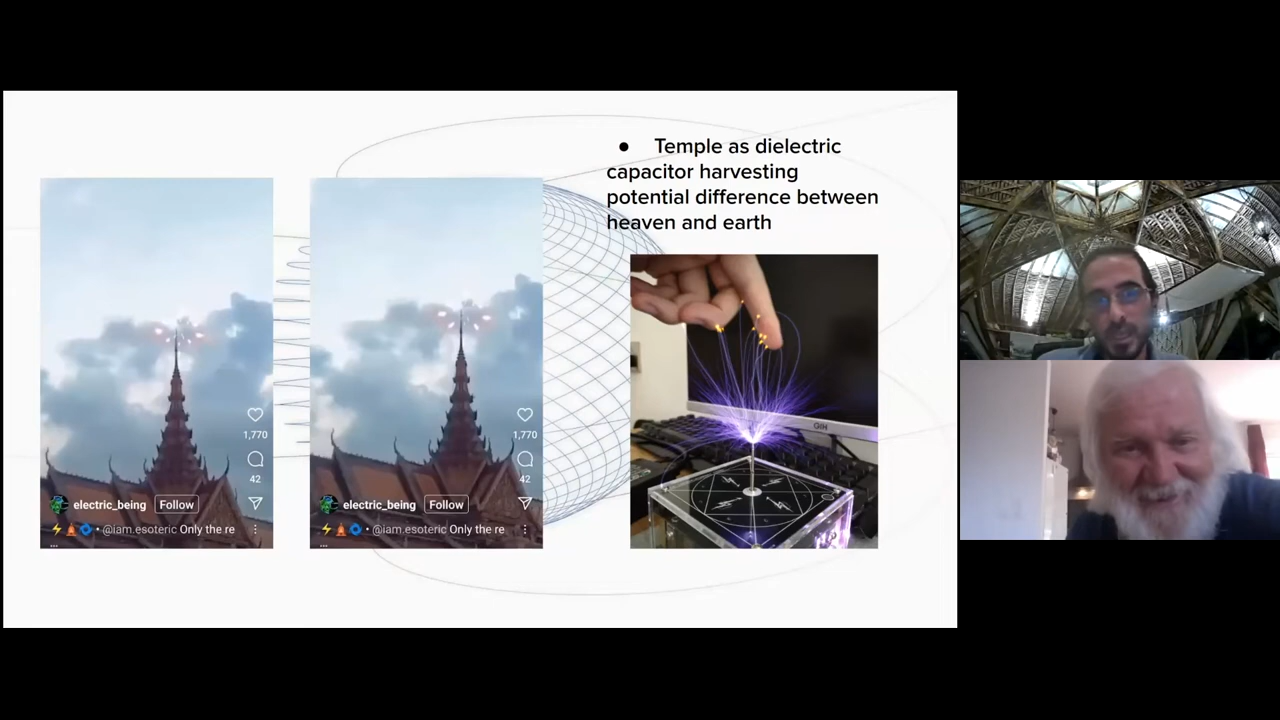 ● Temple as dielectric
capacitor harvesting
potential difference between
heaven and earth
1,770
42
electric_being Follow
• @iam.esoteric Only the re
...
1,770
42
electric_being Follow
• @iam.esoteric Only the re
...
GIH